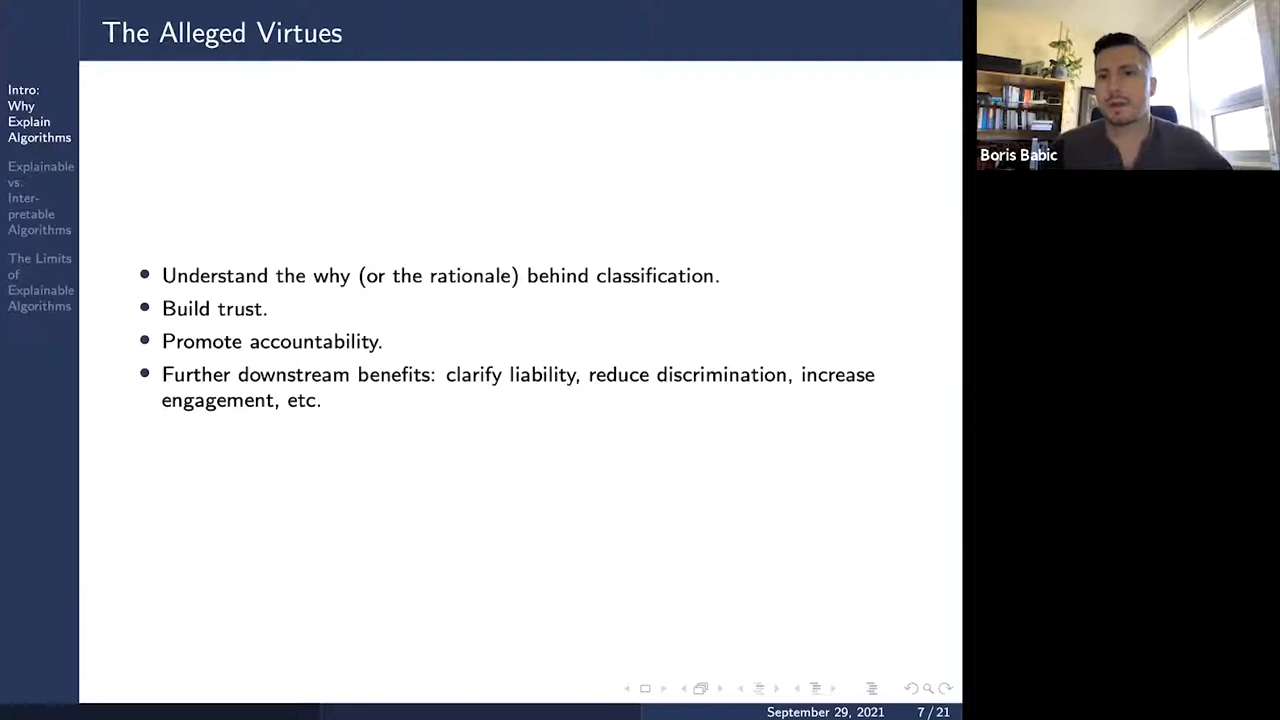 The Alleged Virtues
Intro:
Why
Explain
Algorithms
Explainable
vs.
Inter-
pretable
Algorithms
The Limits
of
Explainable
Algorithms
• Understand the why (or the rationale) behind classification.
• Build trust.
• Promote accountability.
• Further downstream benefits: clarify liability, reduce discrimination, increase
engagement, etc.
September 29, 2021
7 / 21
Boris Babic